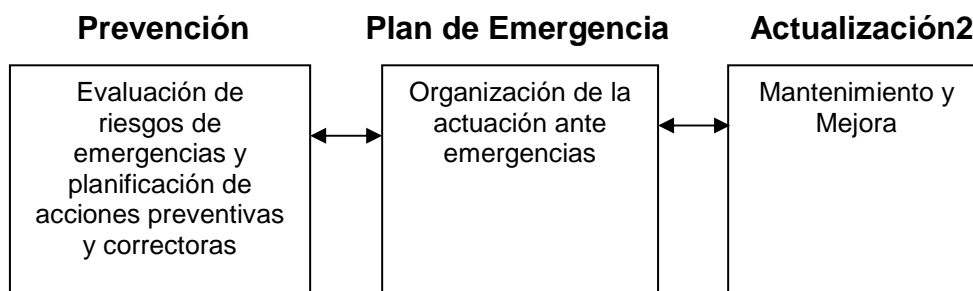 Prevención
Plan de Emergencia
Actualización2
Evaluación de
riesgos de
emergencias y
planificación de
acciones preventivas
y correctoras
Organización de la
actuación ante
emergencias
Mantenimiento y
Mejora